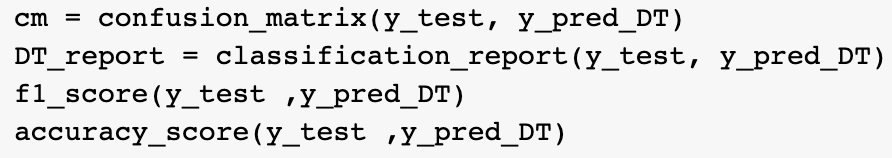 cm = confusion_matrix(y_test, y_pred_DT)
DT_report = classification_report(y_test, y_pred_DT)
f1_score(y_test ,y_pred_DT)
accuracy_score(y_test ,y_pred_DT)